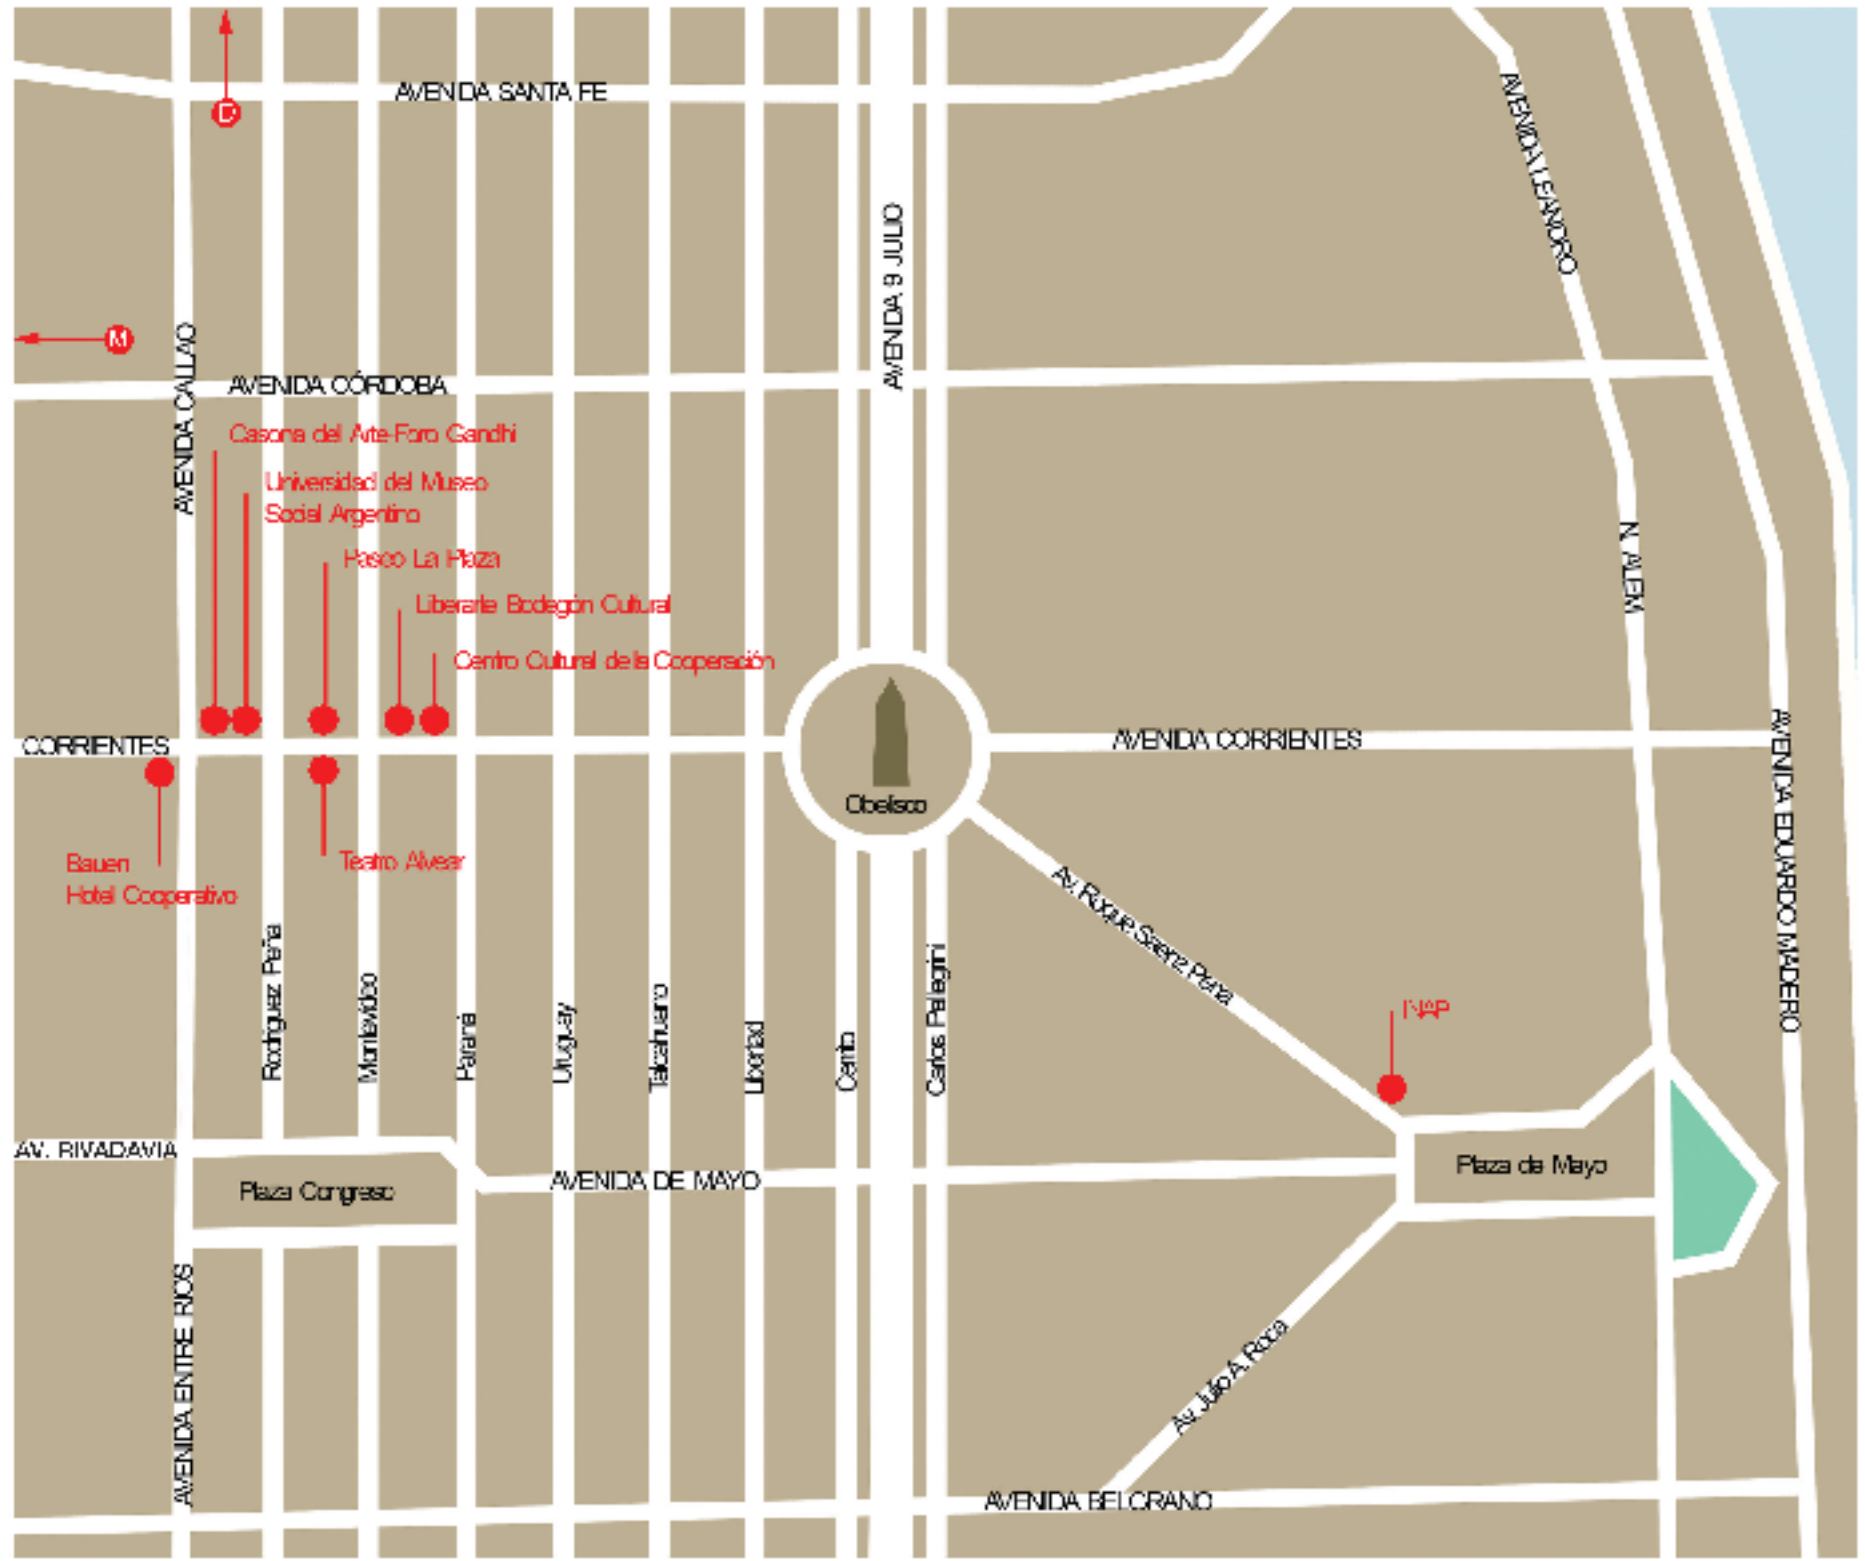 AVENIDA SANTA FE
D
AVENIDA LEANDRO
N. ALEM
AVENIDA 9 JULIO
M
AVENIDA CALLAO
AVENIDA CÓRDOBA
Casona del Arte-Foro Gandhi
Universidad del Museo
Social Argentino
Paseo La Plaza
Liberarte Bodegón Cultural
Centro Cultural de la Cooperación
CORRIENTES
AVENIDA CORRIENTES
Obelisco
AVENIDA EDUARDO MADERO
Bauen
Hotel Cooperativo
Teatro Alvear
Av. Roque Saenz Pena
Rodriguez Peña
Montevideo
Parana
Uruguay
Talcahuano
Libertad
Cerrito
Carlos Pellegrini
INAP
AV. RIVADAVIA
Plaza Congreso
AVENIDA DE MAYO
Plaza de Mayo
AVENIDA ENTRE RIOS
Av. Julio A. Roca
AVENIDA BELGRANO